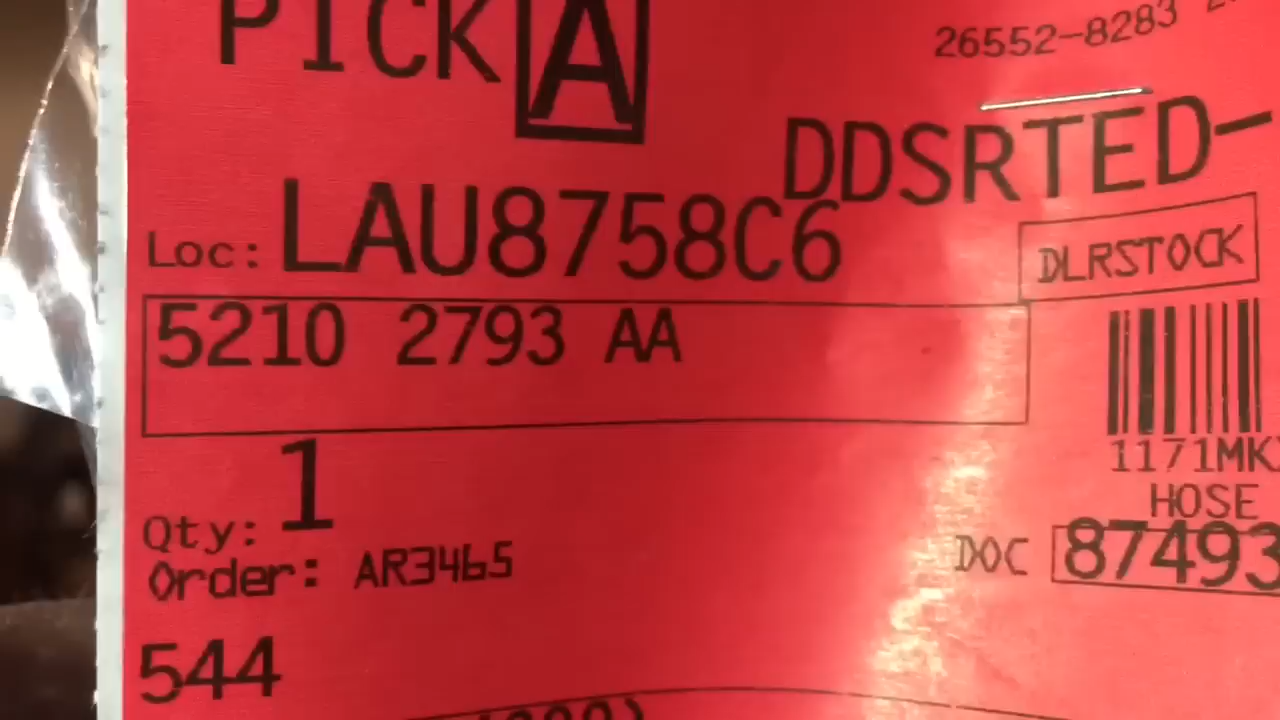 PICK A
26552-8283
DDSRTED-
Loc: LAU8758C6
DLRSTOCK
5210 2793 AA
1171MK
HOSE
Qty: 1
DOC 87493
Order: AR3465
544